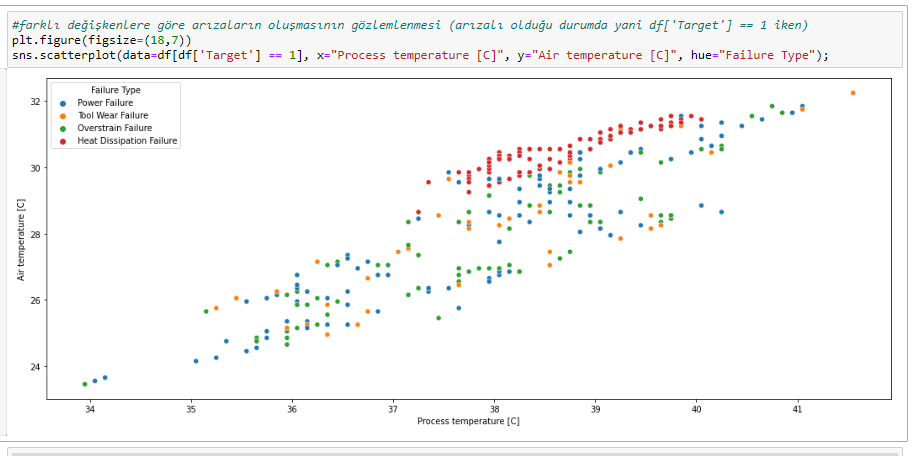 #farklı değişkenlere göre arızaların oluşmasının gözlemlenmesi (arızalı olduğu durumda yani df['Target'] == 1 iken)
plt.figure(figsize=(18,7))
sns.scatterplot(data=df[df['Target'] == 1], x="Process temperature [C]", y="Air temperature [C]", hue="Failure Type");
Failure Type
Power Failure
Tool Wear Failure
Overstrain Failure
Heat Dissipation Failure
32
30
28
26
24
Air temperature [C]
34 35 36 37 38 39 40 41
Process temperature [C]